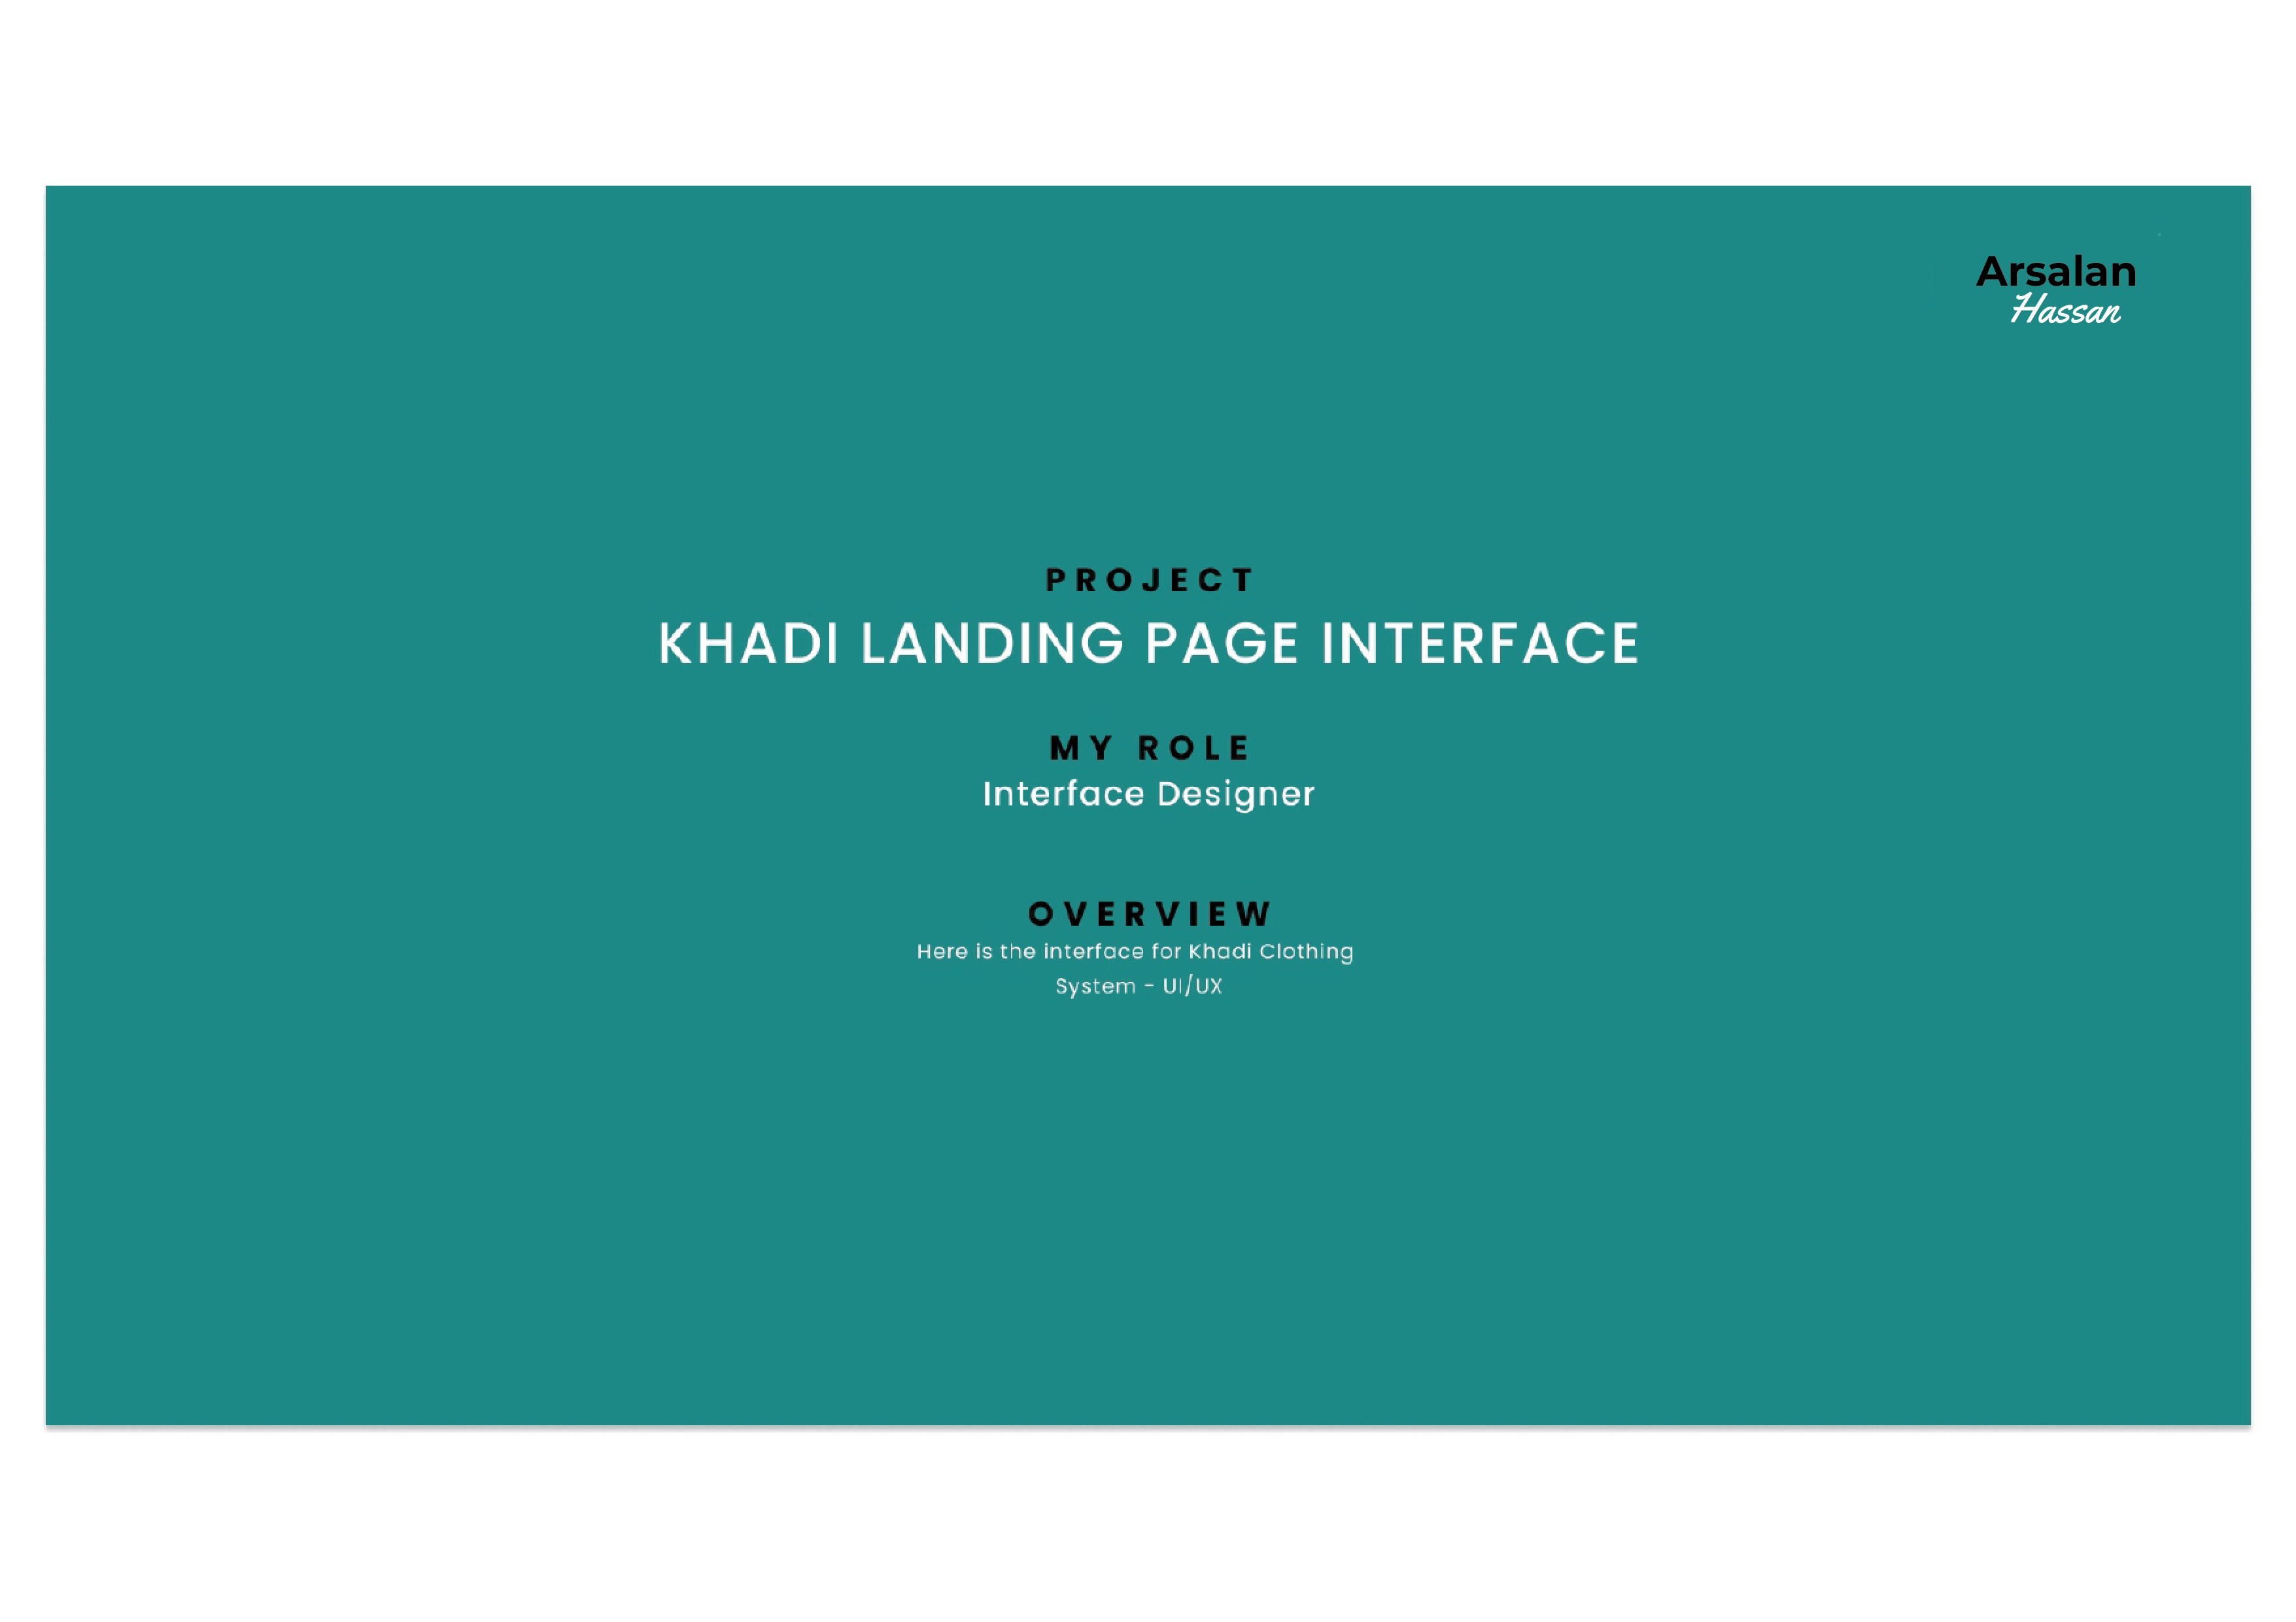 Arsalan
Hassan
PROJECT
KHADI LANDING PAGE INTERFACE
MY ROLE
Interface Designer
OVERVIEW
Here is the interface for Khadi Clothing
System - UI/UX